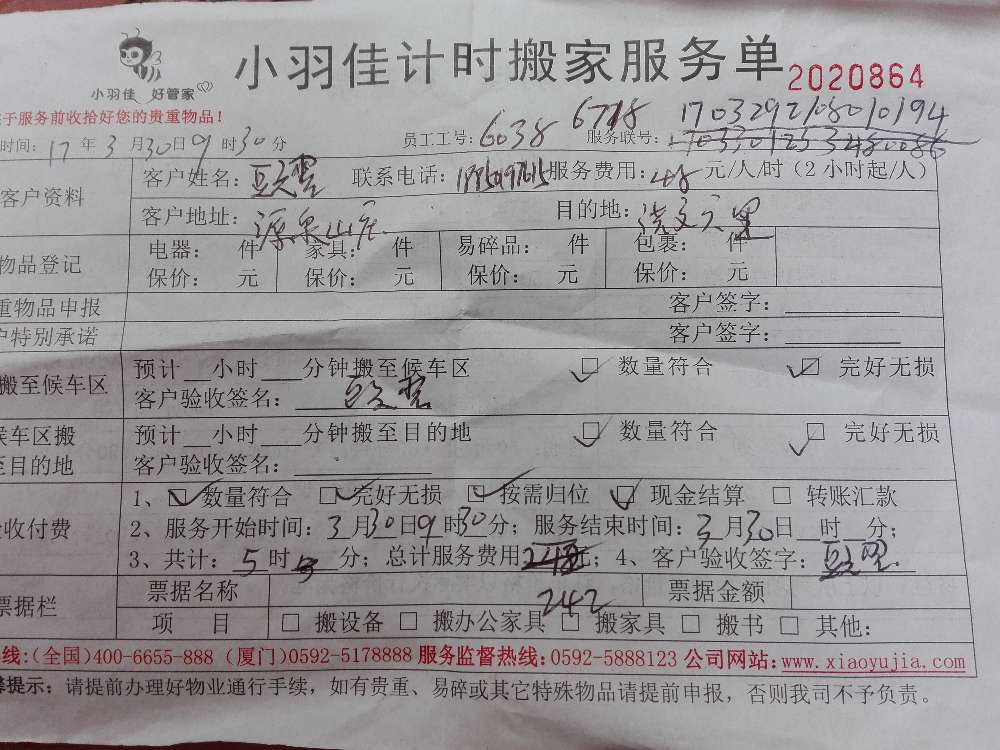 小羽佳计时搬家服务单
2020864
小羽佳 好管家
于服务前收拾好您的贵重物品！
6718 1703292108010194
时间：17年3月30日9时30分 员工工号：6038 服务联号：
客户资料
客户姓名： 联系电话： 服务费用：48元/人/时（2小时起/人）
客户地址：源泉山庄 目的地：
物品登记
电器： 件 家具： 件 易碎品： 件 包裹： 件
保价： 元 保价： 元 保价： 元 保价： 元
重物品申报 客户签字：
户特别承诺 客户签字：
搬至候车区
预计__小时___分钟搬至候车区 □ 数量符合 □ 完好无损
客户验收签名：
候车区搬
至目的地
预计__小时___分钟搬至目的地 □ 数量符合 □ 完好无损
客户验收签名：
验收付费
1、□数量符合 □完好无损 □按需归位 □ 现金结算 □ 转账汇款
2、服务开始时间：3月30日9时30分；服务结束时间：3月30日__时__分；
3、共计：5时 分；总计服务费用 元；4、客户验收签字：
242
票据栏
票据名称 票据金额
项 目 □ 搬设备 □ 搬办公家具 □ 搬家具 □ 搬书 □ 其他：
线：(全国)400-6655-888 (厦门)0592-5178888 服务监督热线：0592-5888123 公司网站：www.xiaoyujia.com
提示：请提前办理好物业通行手续，如有贵重、易碎或其它特殊物品请提前申报，否则我司不予负责。